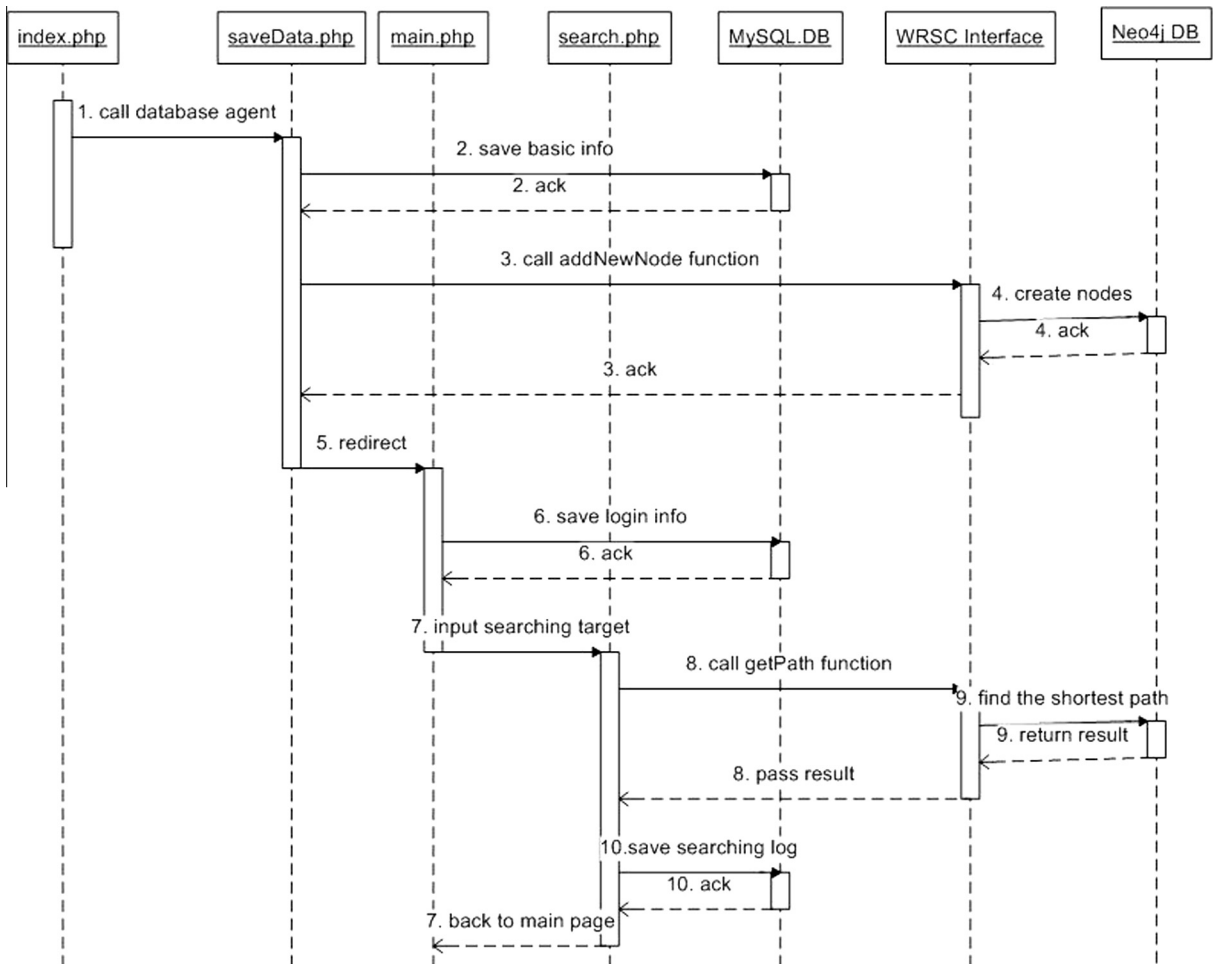 index.php
saveData.php
main.php
search.php
MySQL.DB
WRSC Interface
Neo4j DB
1. call database agent
2. save basic info
2. ack
3. call addNewNode function
4. create nodes
4. ack
3. ack
5. redirect
6. save login info
6. ack
7. input searching target
8. call getPath function
9. find the shortest path
9. return result
8. pass result
10.save searching log
10. ack
7. back to main page